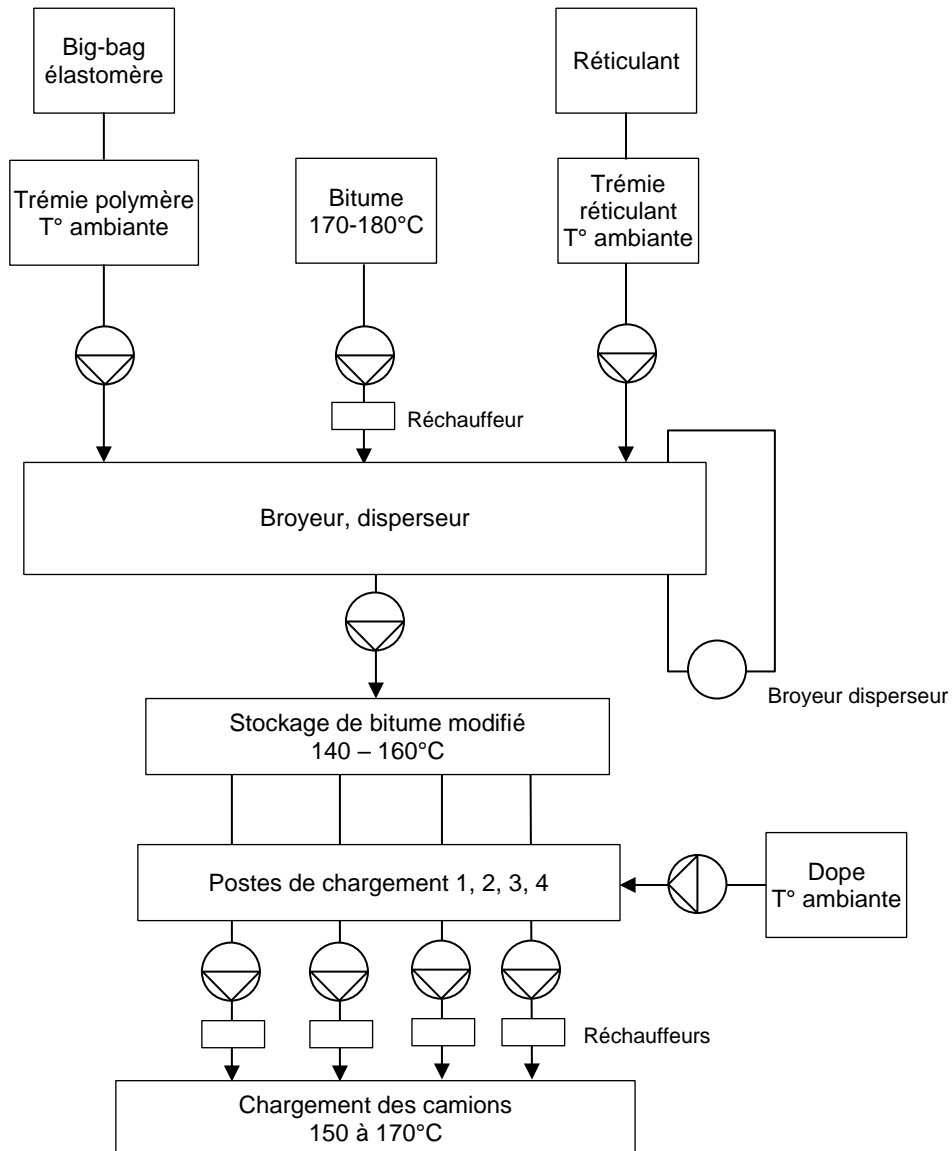 Big-bag
élastomère
Réticulant
Trémie polymère
T° ambiante
Bitume
170-180°C
Trémie
réticulant
T° ambiante
Réchauffeur
Broyeur, disperseur
Broyeur disperseur
Stockage de bitume modifié
140 – 160°C
Postes de chargement 1, 2, 3, 4
Dope
T° ambiante
Réchauffeurs
Chargement des camions
150 à 170°C